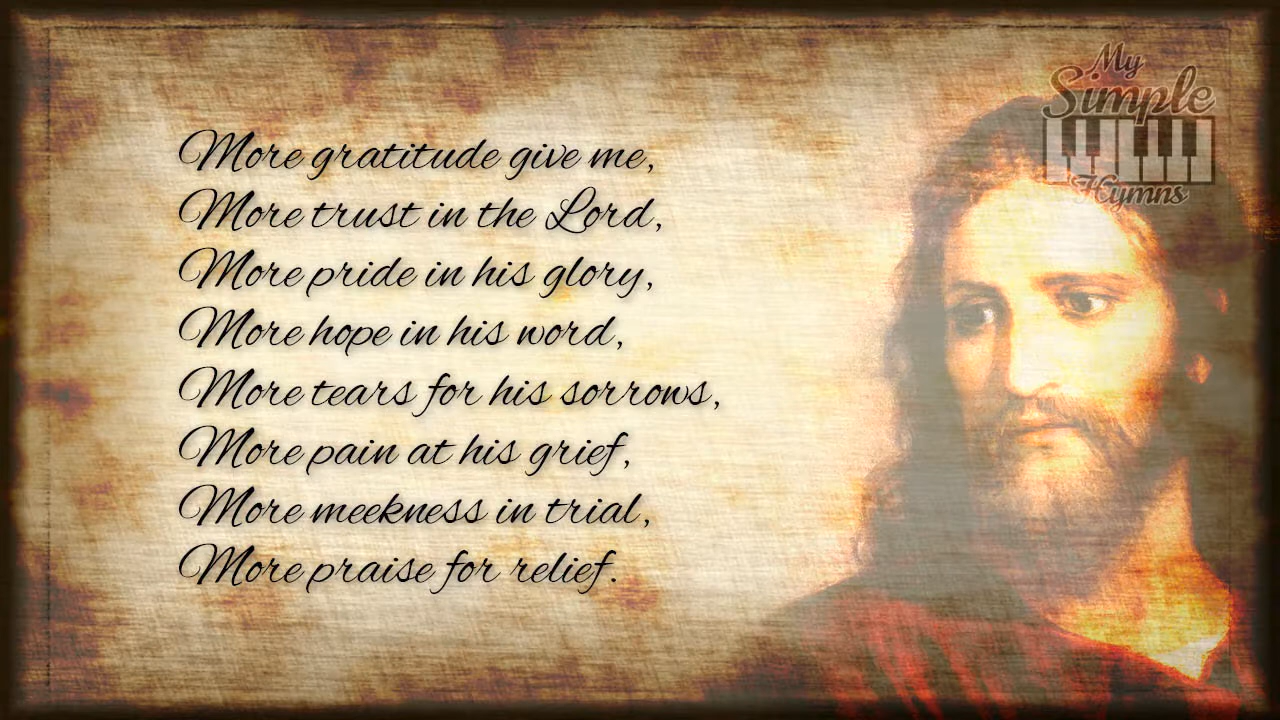 More gratitude give me,
More trust in the Lord,
More pride in his glory,
More hope in his word,
More tears for his sorrows,
More pain at his grief,
More meekness in trial,
More praise for relief.
My
Simple
Hymns